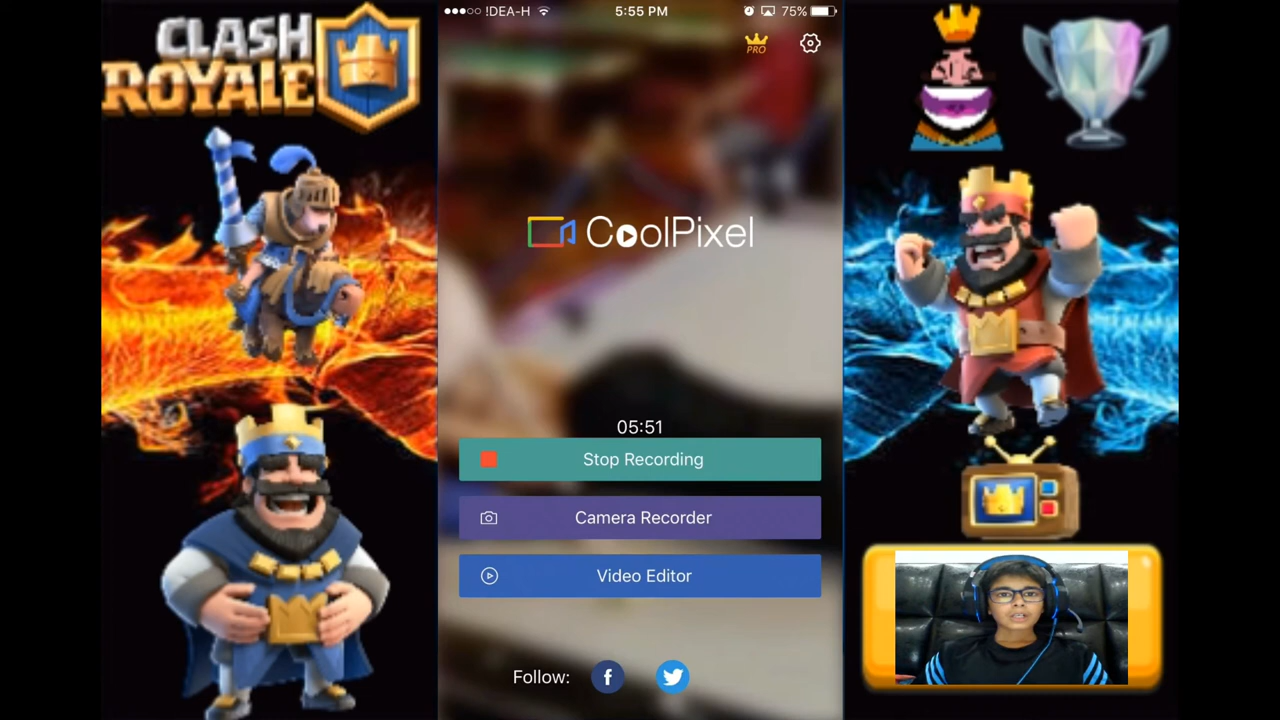 CLASH
ROYALE
!DEA-H
5:55 PM
75%
PRO
CoolPixel
05:51
Stop Recording
Camera Recorder
Video Editor
Follow: